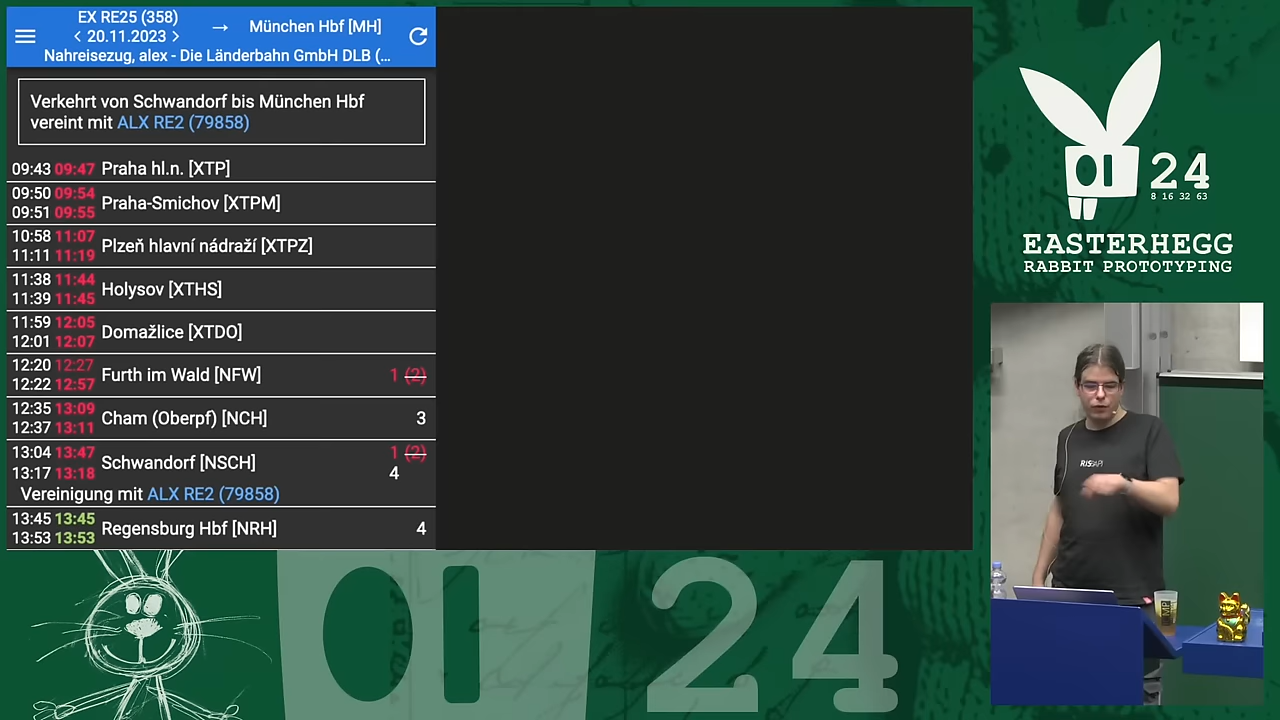 EX RE25 (358)
< 20.11.2023 >
→ München Hbf [MH]
Nahreisezug, alex - Die Länderbahn GmbH DLB (...
Verkehrt von Schwandorf bis München Hbf
vereint mit ALX RE2 (79858)
09:43 09:47 Praha hl.n. [XTP]
09:50 09:54
09:51 09:55
Praha-Smichov [XTPM]
10:58 11:07
11:11 11:19
Plzeň hlavní nádraží [XTPZ]
11:38 11:44
11:39 11:45
Holysov [XTHS]
11:59 12:05
12:01 12:07
Domažlice [XTDO]
12:20 12:27
12:22 12:57
Furth im Wald [NFW] 1 (2)
12:35 13:09
12:37 13:11
Cham (Oberpf) [NCH] 3
13:04 13:47
13:17 13:18
Schwandorf [NSCH] 1 (2)
4
Vereinigung mit ALX RE2 (79858)
13:45 13:45
13:53 13:53
Regensburg Hbf [NRH] 4
24
8 16 32 63
EASTERHEGG
RABBIT PROTOTYPING
RIS:API
24